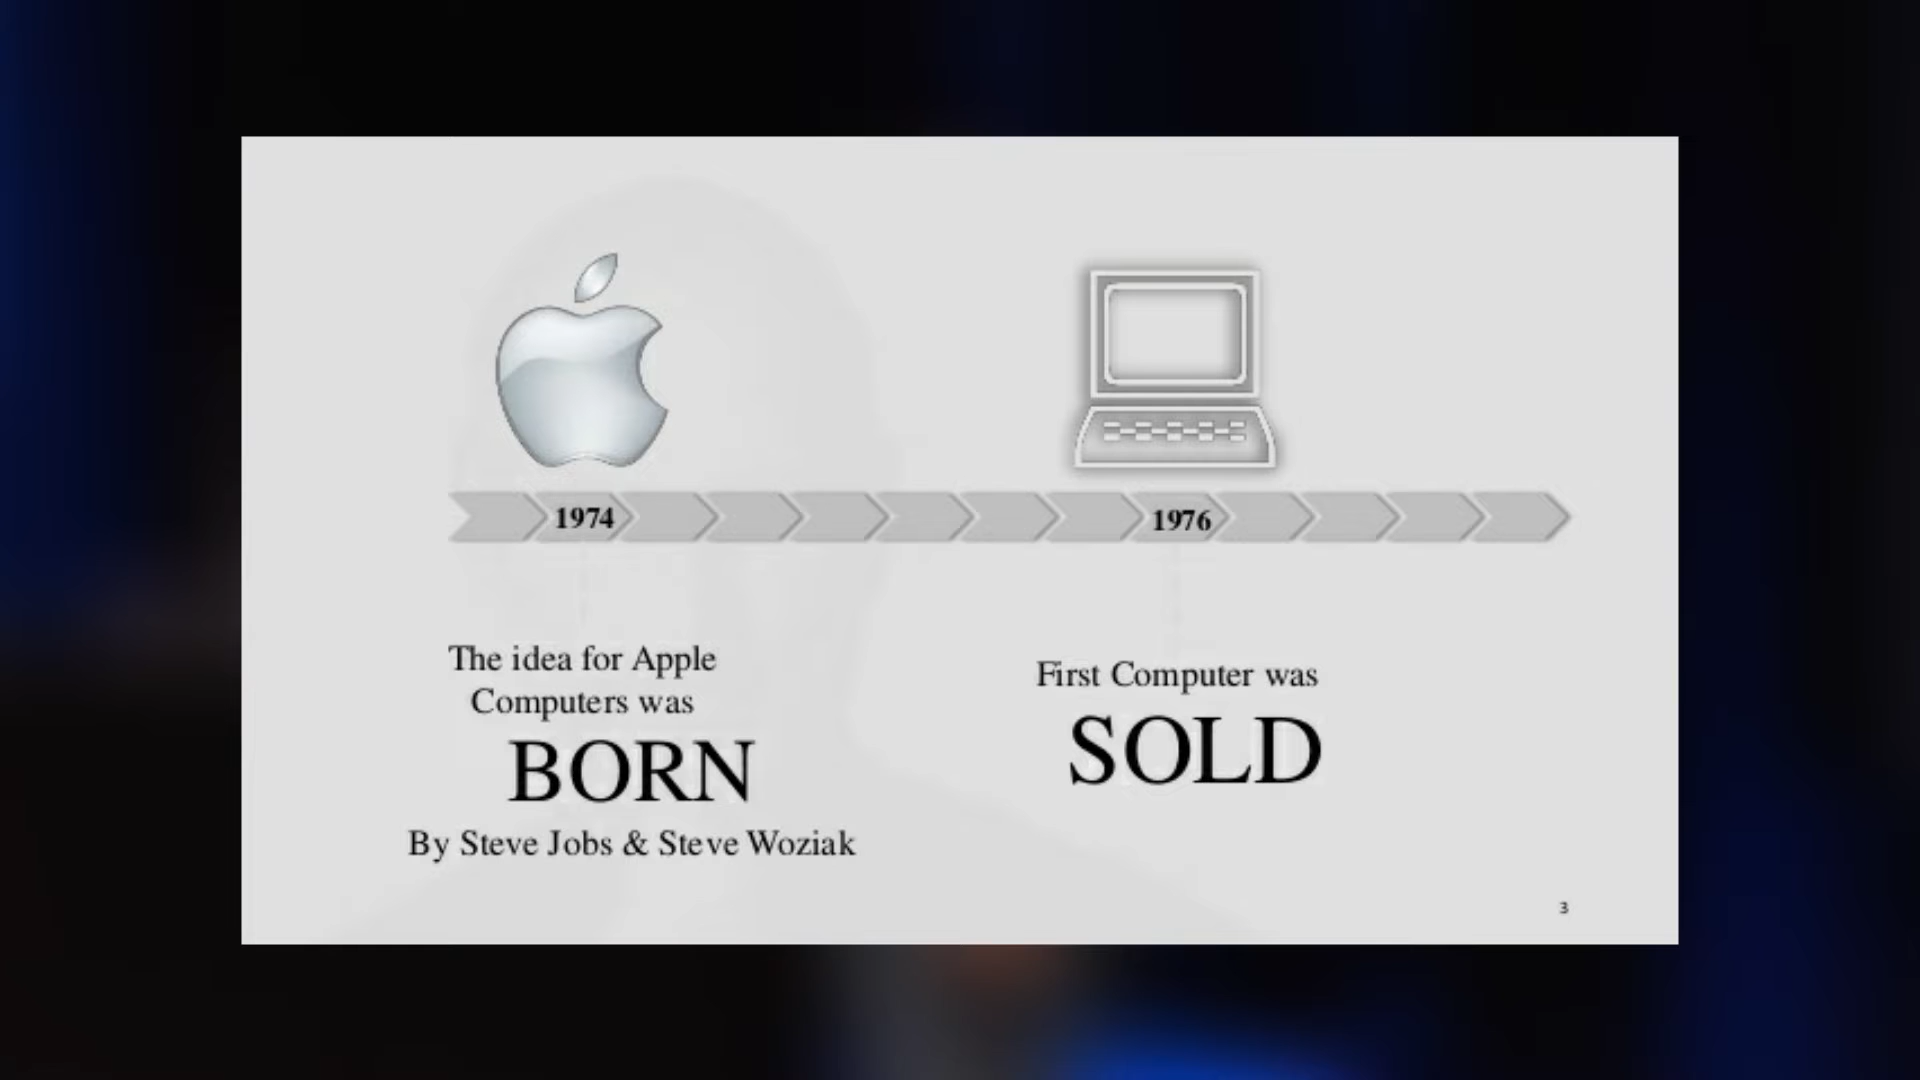 1974
1976
The idea for Apple
Computers was
BORN
By Steve Jobs & Steve Woziak
First Computer was
SOLD
3